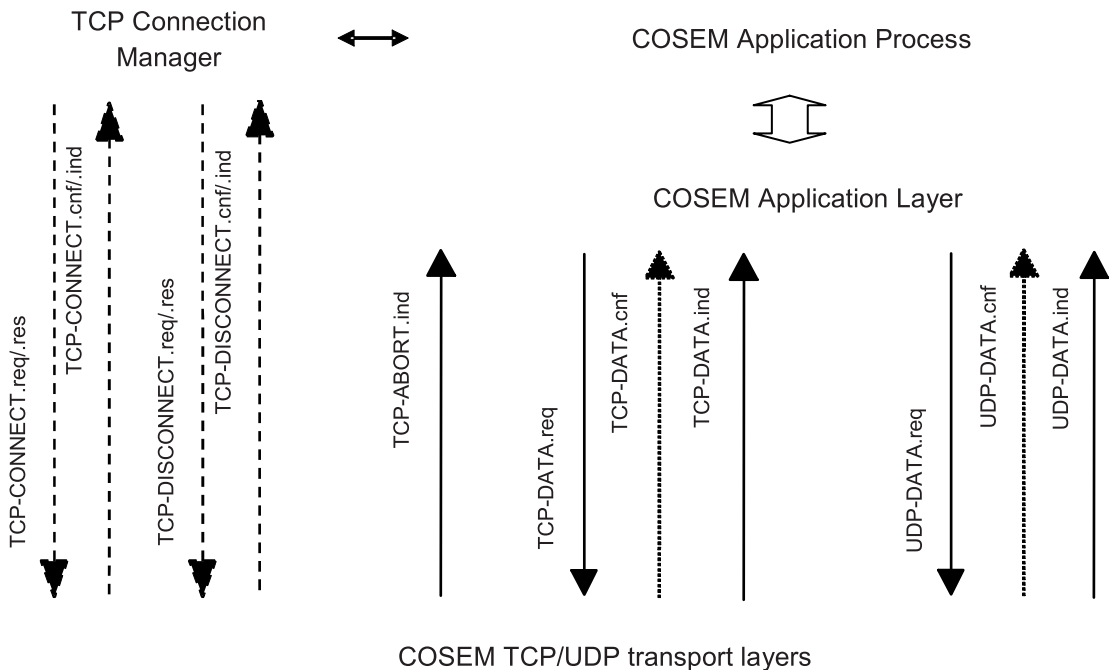 TCP Connection
Manager
COSEM Application Process
COSEM Application Layer
TCP-CONNECT.req/.res
TCP-CONNECT.cnf/.ind
TCP-DISCONNECT.req/.res
TCP-DISCONNECT.cnf/.ind
TCP-ABORT.ind
TCP-DATA.req
TCP-DATA.cnf
TCP-DATA.ind
UDP-DATA.req
UDP-DATA.cnf
UDP-DATA.ind
COSEM TCP/UDP transport layers